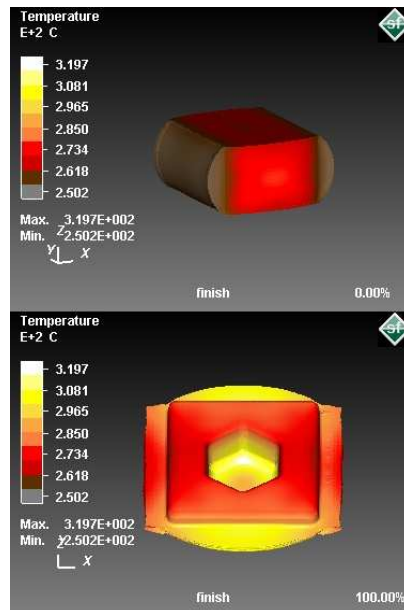 Temperature
E+2 C
sf
3.197
3.081
2.965
2.850
2.734
2.618
2.502
Max. 3.197E+002
Min. 2.502E+002
Z
Y X
finish 0.00%
Temperature
E+2 C
sf
3.197
3.081
2.965
2.850
2.734
2.618
2.502
Max. 3.197E+002
Min. 2.502E+002
X
finish 100.00%